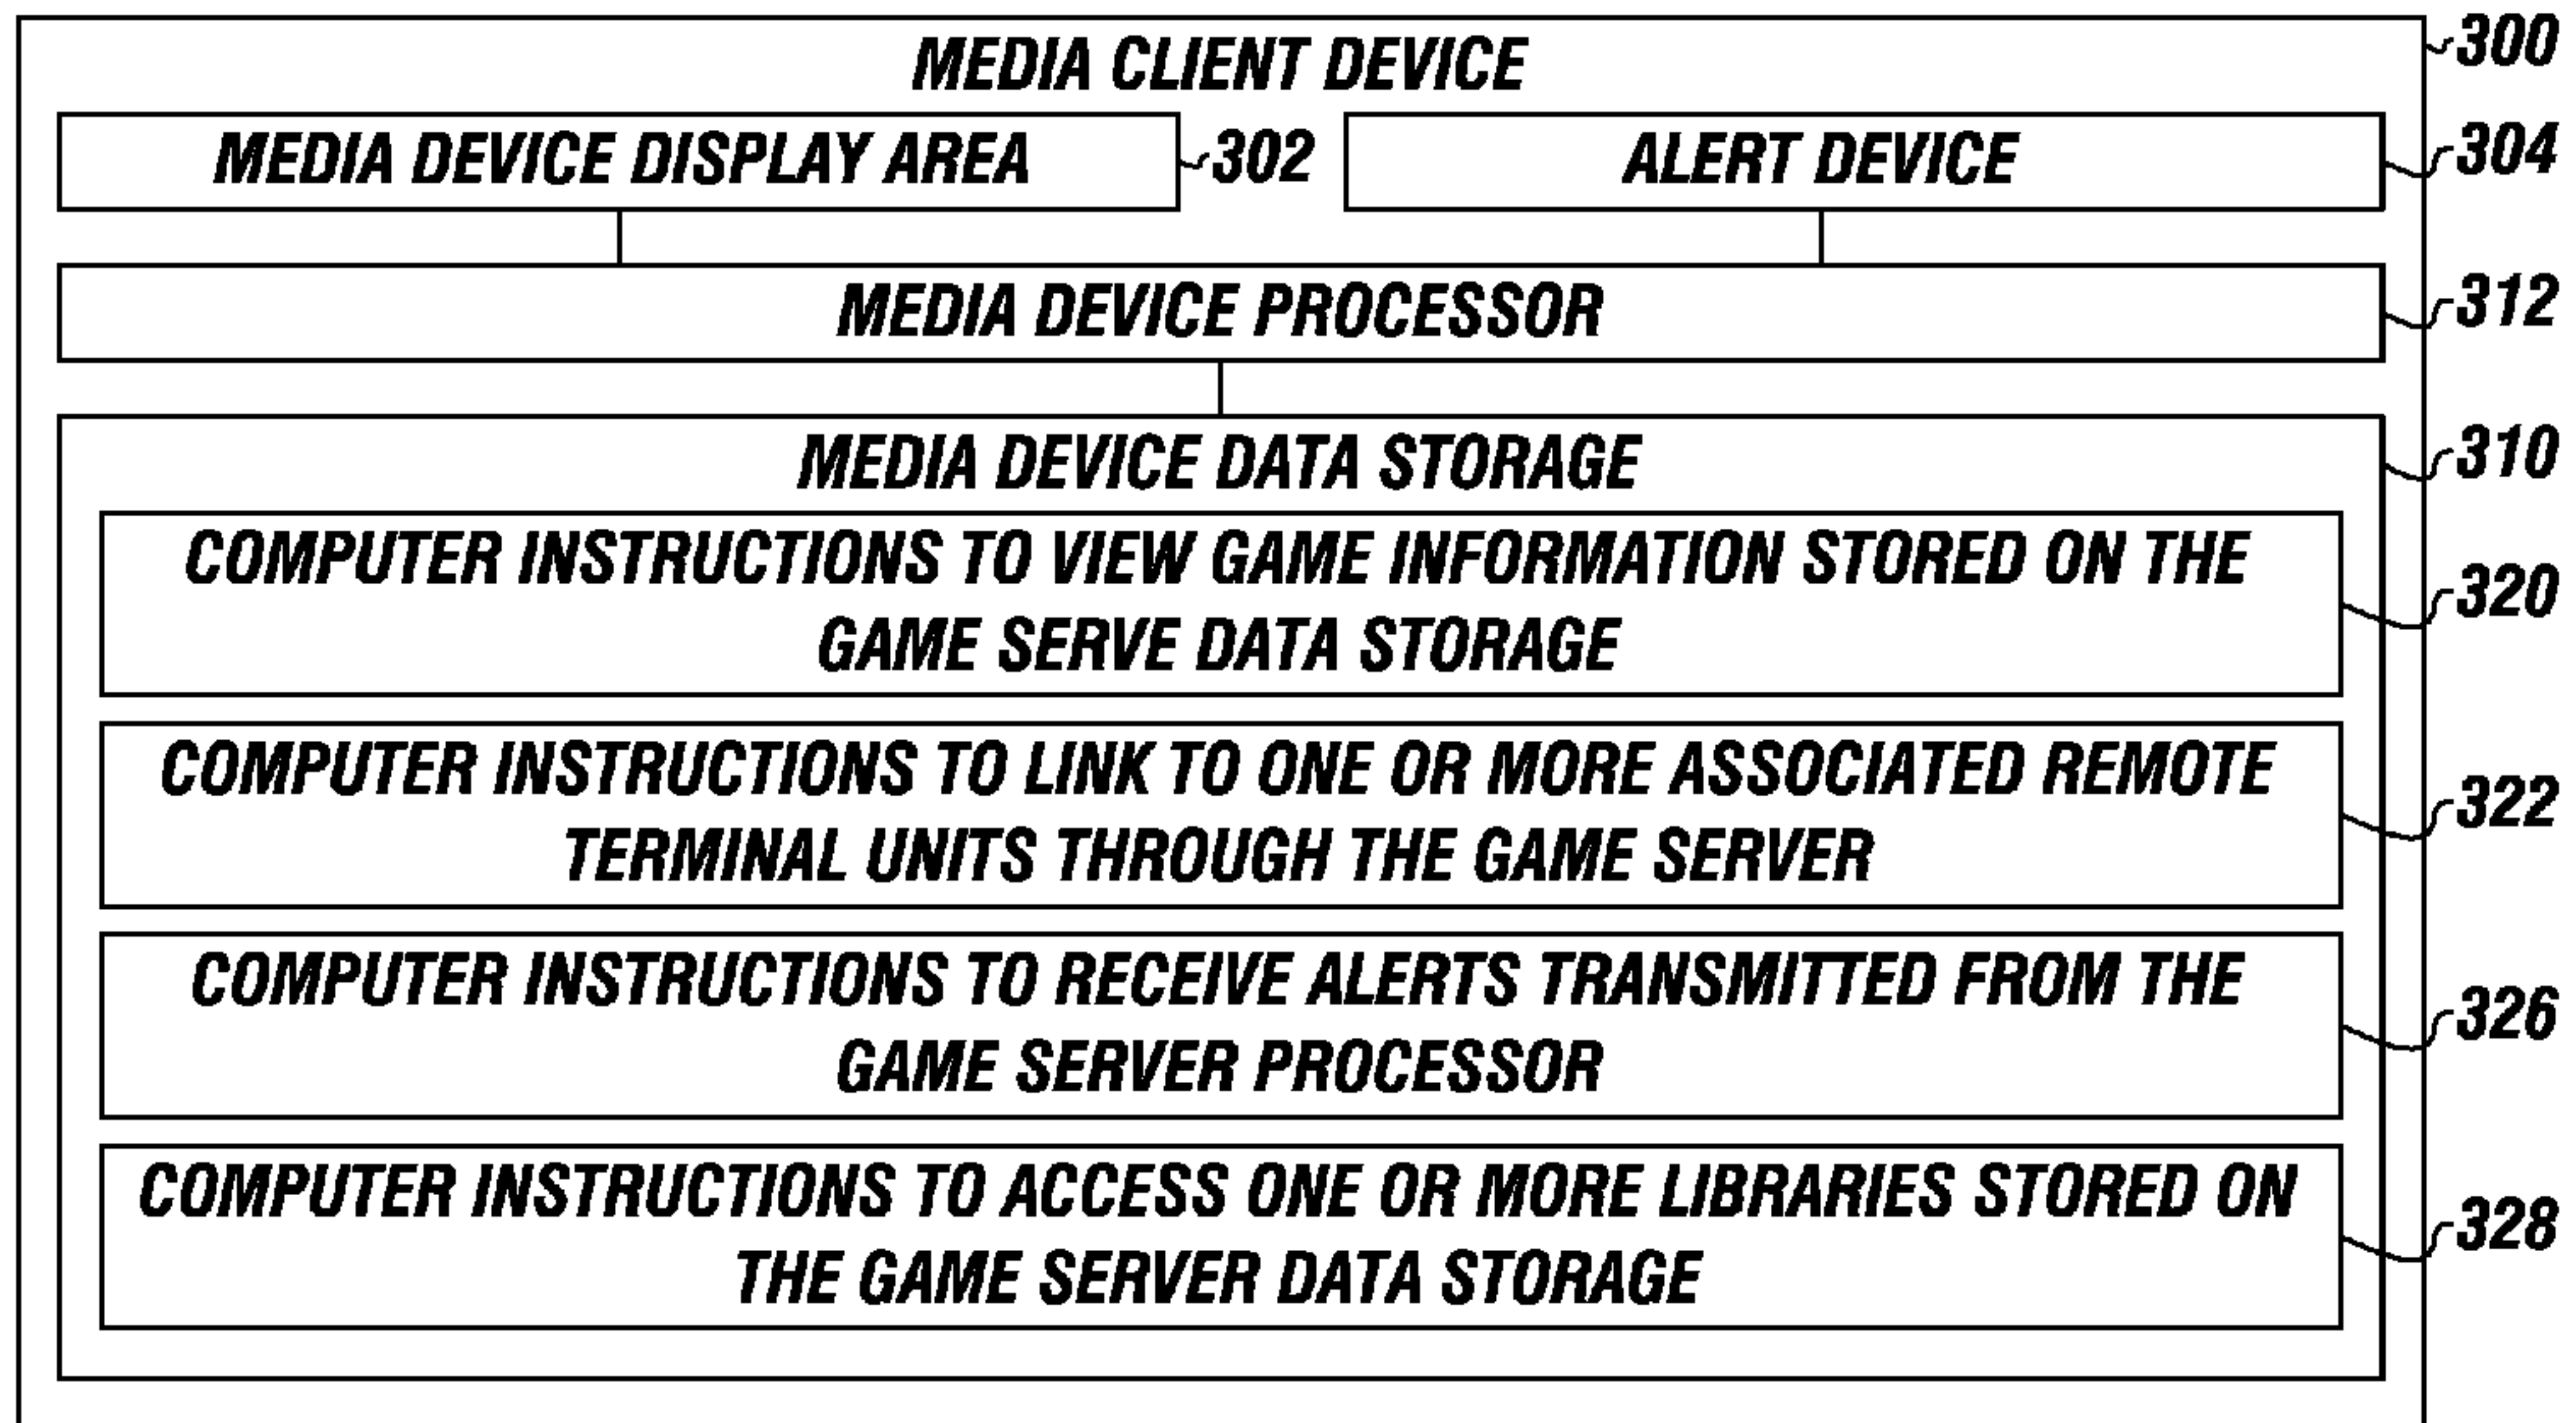 MEDIA CLIENT DEVICE 300
MEDIA DEVICE DISPLAY AREA 302 ALERT DEVICE 304
MEDIA DEVICE PROCESSOR 312
MEDIA DEVICE DATA STORAGE 310
COMPUTER INSTRUCTIONS TO VIEW GAME INFORMATION STORED ON THE
GAME SERVE DATA STORAGE
320
COMPUTER INSTRUCTIONS TO LINK TO ONE OR MORE ASSOCIATED REMOTE
TERMINAL UNITS THROUGH THE GAME SERVER
322
COMPUTER INSTRUCTIONS TO RECEIVE ALERTS TRANSMITTED FROM THE
GAME SERVER PROCESSOR
326
COMPUTER INSTRUCTIONS TO ACCESS ONE OR MORE LIBRARIES STORED ON
THE GAME SERVER DATA STORAGE
328